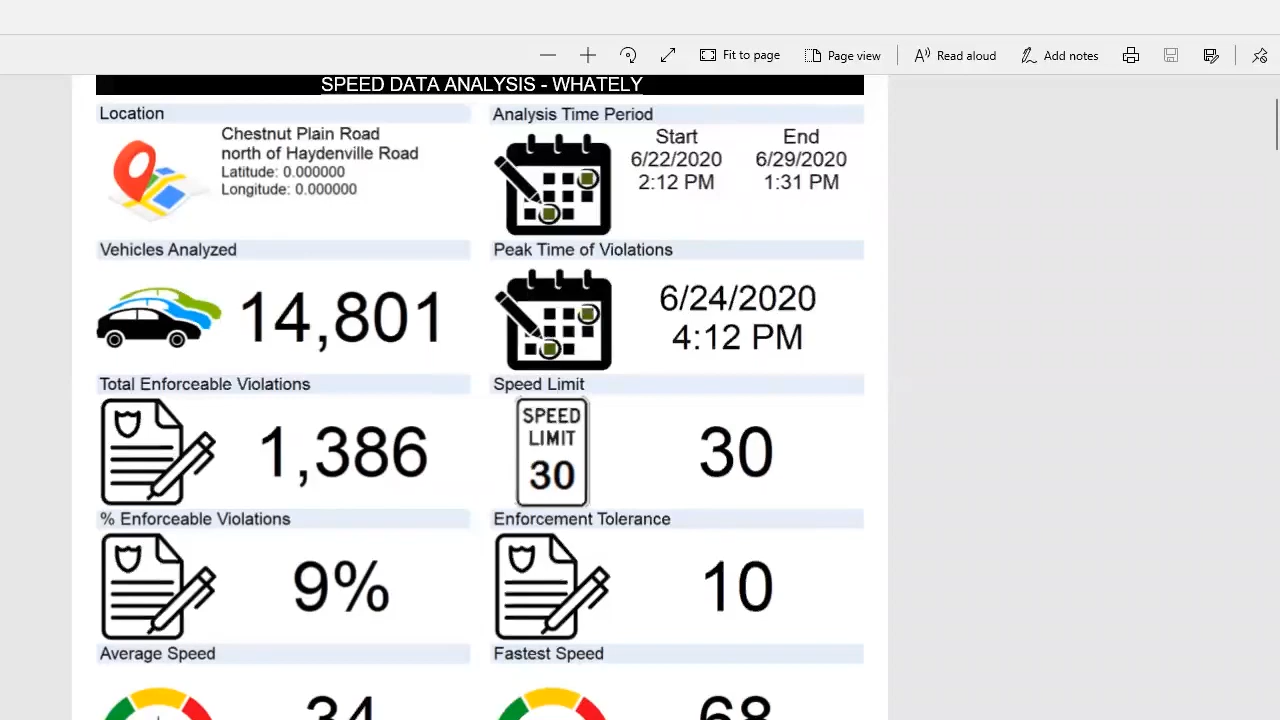 Fit to page
Page view
Read aloud
Add notes
SPEED DATA ANALYSIS - WHATELY
Location
Chestnut Plain Road
north of Haydenville Road
Latitude: 0.000000
Longitude: 0.000000
Analysis Time Period
Start End
6/22/2020 6/29/2020
2:12 PM 1:31 PM
Vehicles Analyzed
14,801
Peak Time of Violations
6/24/2020
4:12 PM
Total Enforceable Violations
1,386
Speed Limit
SPEED
LIMIT
30
30
% Enforceable Violations
9%
Enforcement Tolerance
10
Average Speed
34
Fastest Speed
68